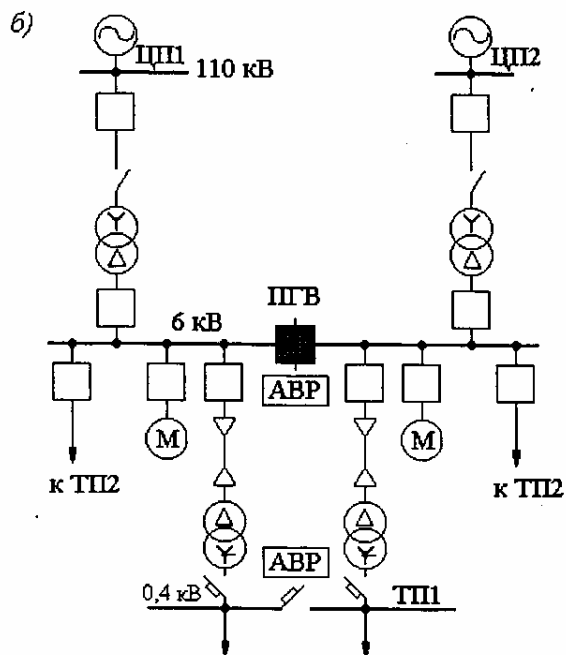 б)
ЦП1
110 кВ
ЦП2
ПГВ
6 кВ
АВР
М
М
к ТП2
к ТП2
АВР
0,4 кВ
ТП1